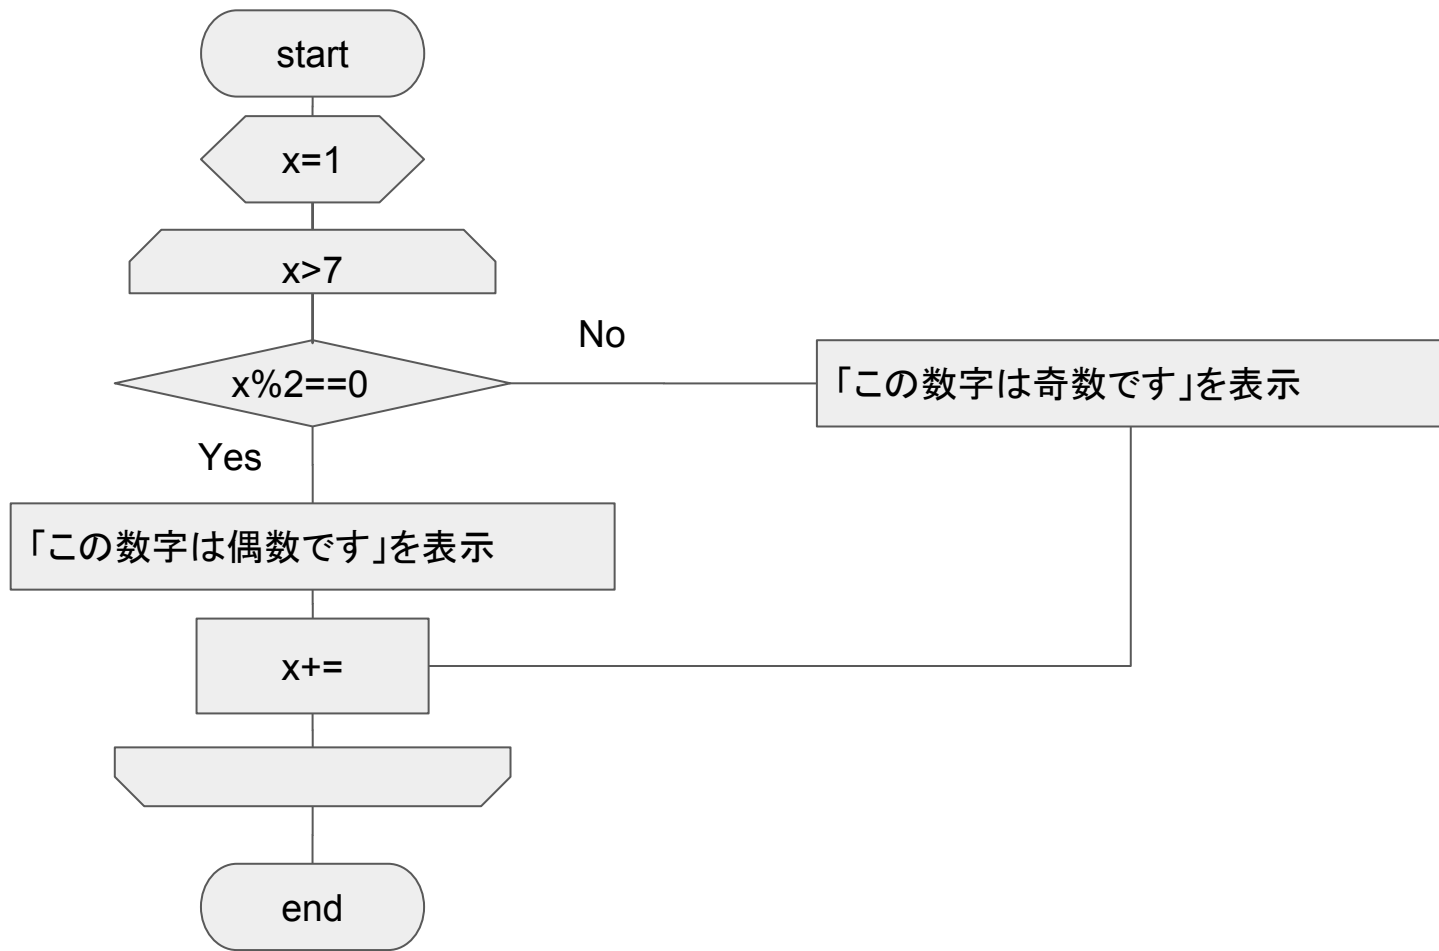 start
x=1
x>7
x%2==0
No
「この数字は奇数です」を表示
Yes
「この数字は偶数です」を表示
x+=
end